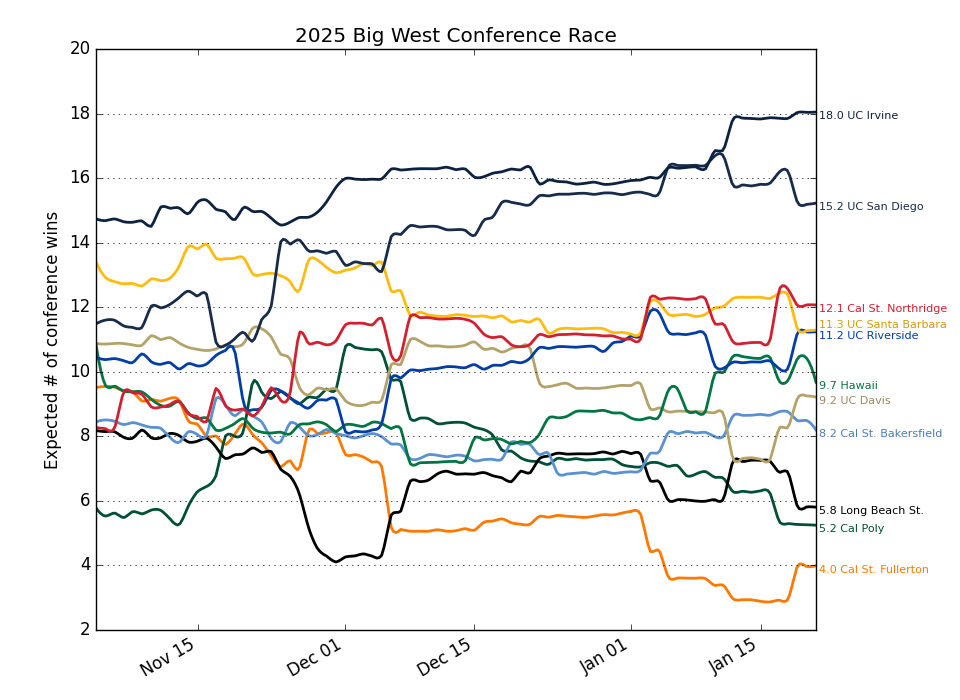 2025 Big West Conference Race
Expected # of conference wins
20
18
16
14
12
10
8
6
4
2
Nov 15
Dec 01
Dec 15
Jan 01
Jan 15
18.0 UC Irvine
15.2 UC San Diego
12.1 Cal St. Northridge
11.3 UC Santa Barbara
11.2 UC Riverside
9.7 Hawaii
9.2 UC Davis
8.2 Cal St. Bakersfield
5.8 Long Beach St.
5.2 Cal Poly
4.0 Cal St. Fullerton